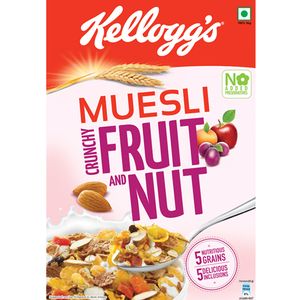 Kellogg's
NO
ADDED
PRESERVATIVES
MUESLI
CRUNCHY
FRUIT
AND
NUT
5 NUTRITIOUS
GRAINS
5 DELICIOUS
INCLUSIONS